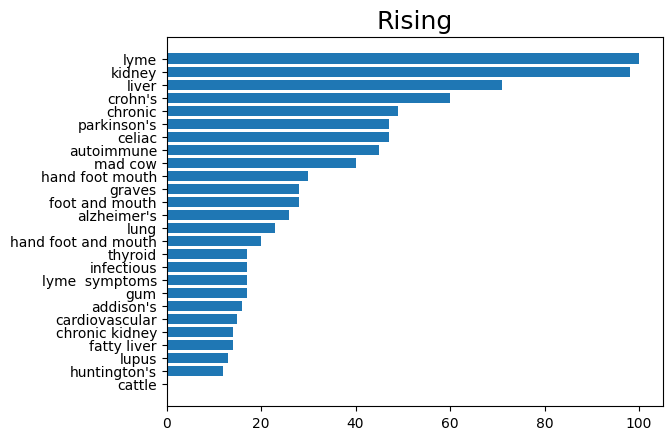 Rising
lyme
kidney
liver
crohn's
chronic
parkinson's
celiac
autoimmune
mad cow
hand foot mouth
graves
foot and mouth
alzheimer's
lung
hand foot and mouth
thyroid
infectious
lyme  symptoms
gum
addison's
cardiovascular
chronic kidney
fatty liver
lupus
huntington's
cattle
0 20 40 60 80 100